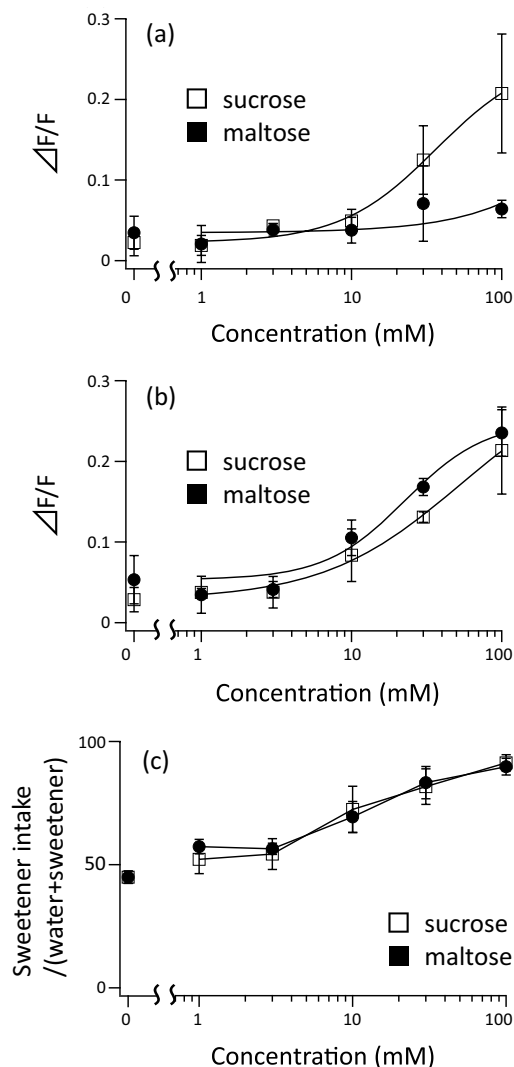 (a)
0.3
0.2
0.1
0
⊿F/F
sucrose
maltose
0 1 10 100
Concentration (mM)
(b)
0.3
0.2
0.1
0
⊿F/F
sucrose
maltose
0 1 10 100
Concentration (mM)
(c)
100
50
0
Sweetener intake
/(water+sweetener)
sucrose
maltose
0 1 10 100
Concentration (mM)